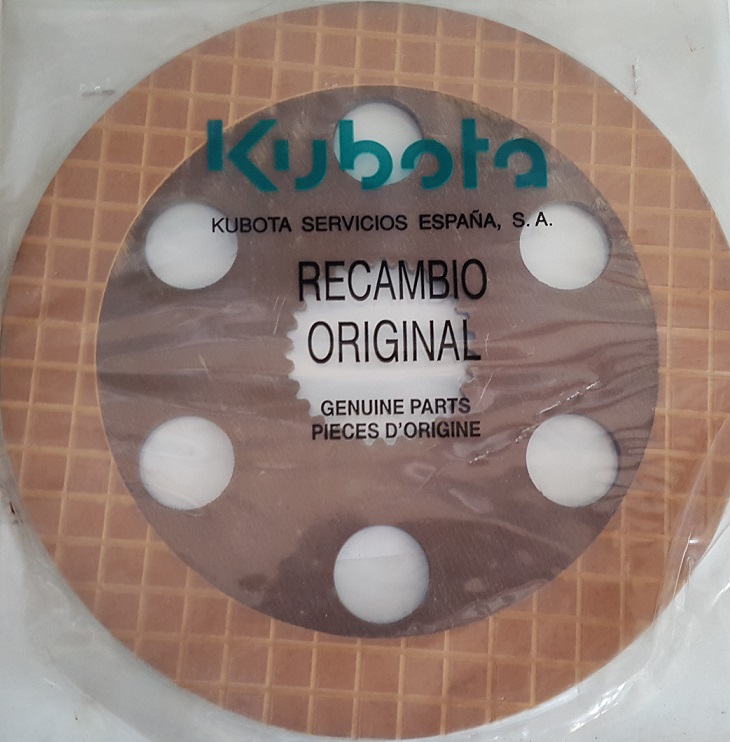 Kubota
KUBOTA SERVICIOS ESPAÑA, S.A.
RECAMBIO
ORIGINAL
GENUINE PARTS
PIECES D'ORIGINE